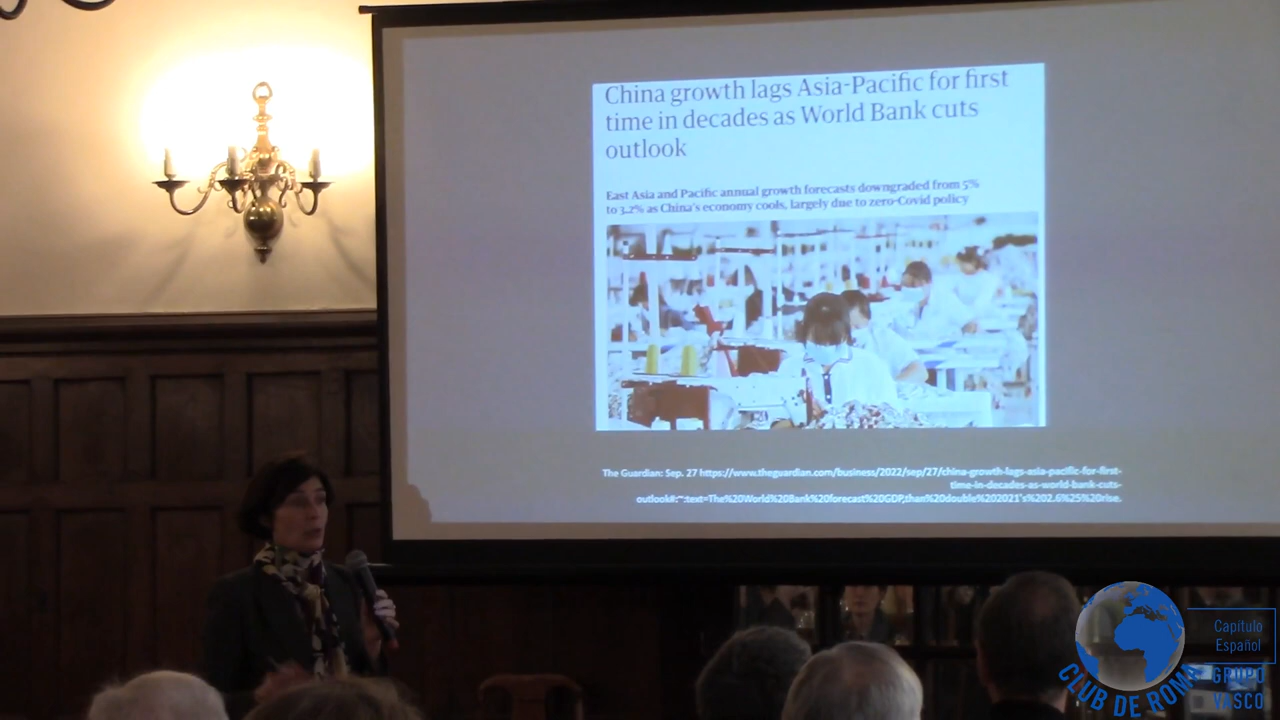 China growth lags Asia-Pacific for first
time in decades as World Bank cuts
outlook
East Asia and Pacific annual growth forecasts downgraded from 5%
to 3.2% as China's economy cools, largely due to zero-Covid policy
The Guardian: Sep. 27 https://www.theguardian.com/business/2022/sep/27/china-growth-lags-asia-pacific-for-first-
time-in-decades-as-world-bank-cuts-
outlook#:~:text=The%20World%20Bank%20forecast%20GDP,than%20double%202021's%202.6%25%20rise.
Capítulo
Español
GRUPO
VASCO
CLUB DE ROMA